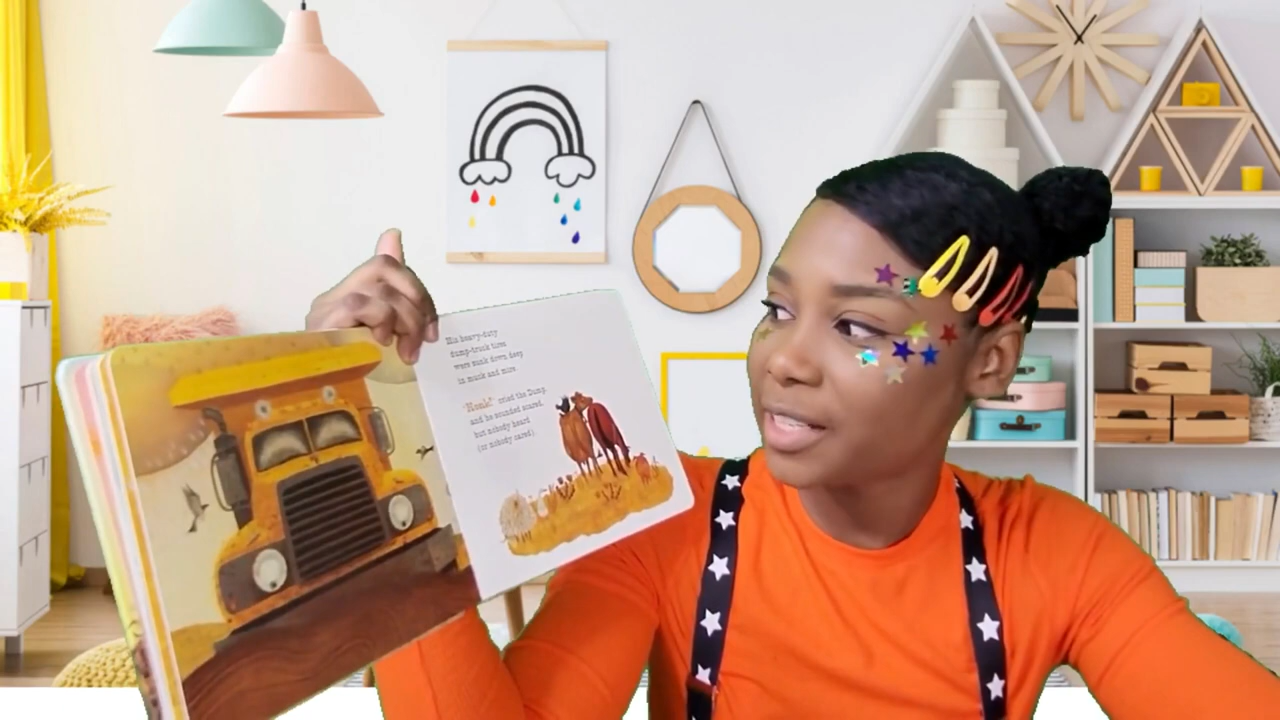 His heavy-duty
dump-truck tires
were sunk down deep
in muck and mire.
"Honk!" cried the Dump,
and he sounded scared,
but nobody heard
(or nobody cared).